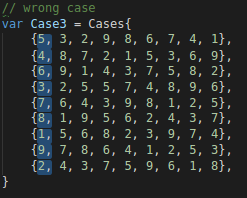 // wrong case
var Case3 = Cases{
    {5, 3, 2, 9, 8, 6, 7, 4, 1},
    {4, 8, 7, 2, 1, 5, 3, 6, 9},
    {6, 9, 1, 4, 3, 7, 5, 8, 2},
    {3, 2, 5, 5, 7, 4, 8, 9, 6},
    {7, 6, 4, 3, 9, 8, 1, 2, 5},
    {8, 1, 9, 5, 6, 2, 4, 3, 7},
    {1, 5, 6, 8, 2, 3, 9, 7, 4},
    {9, 7, 8, 6, 4, 1, 2, 5, 3},
    {2, 4, 3, 7, 5, 9, 6, 1, 8},
}